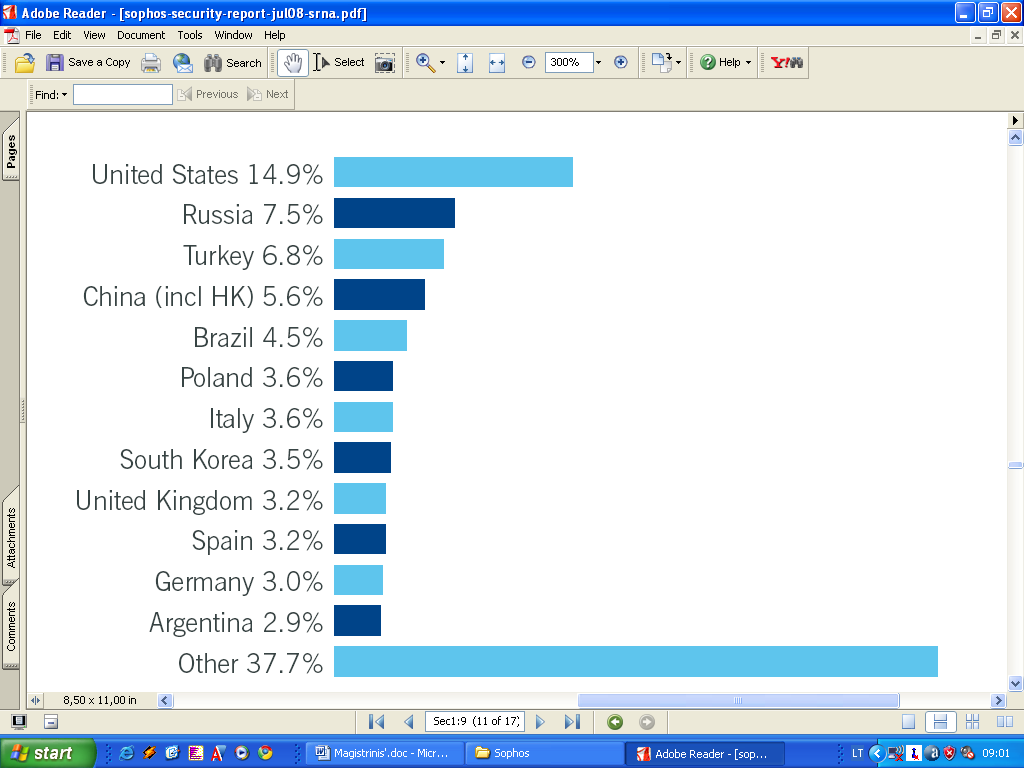 Adobe Reader - [sophos-security-report-jul08-srna.pdf]
File Edit View Document Tools Window Help
Save a Copy Search Select 300% Help Y!
Find: Previous Next
Pages
United States 14.9%
Russia 7.5%
Turkey 6.8%
China (incl HK) 5.6%
Brazil 4.5%
Poland 3.6%
Italy 3.6%
South Korea 3.5%
United Kingdom 3.2%
Spain 3.2%
Germany 3.0%
Argentina 2.9%
Other 37.7%
Attachments
Comments
8,50 x 11,00 in
Sec1:9 (11 of 17)
start Magistrinis'.doc - Micr... Sophos Adobe Reader - [sop... LT 09:01